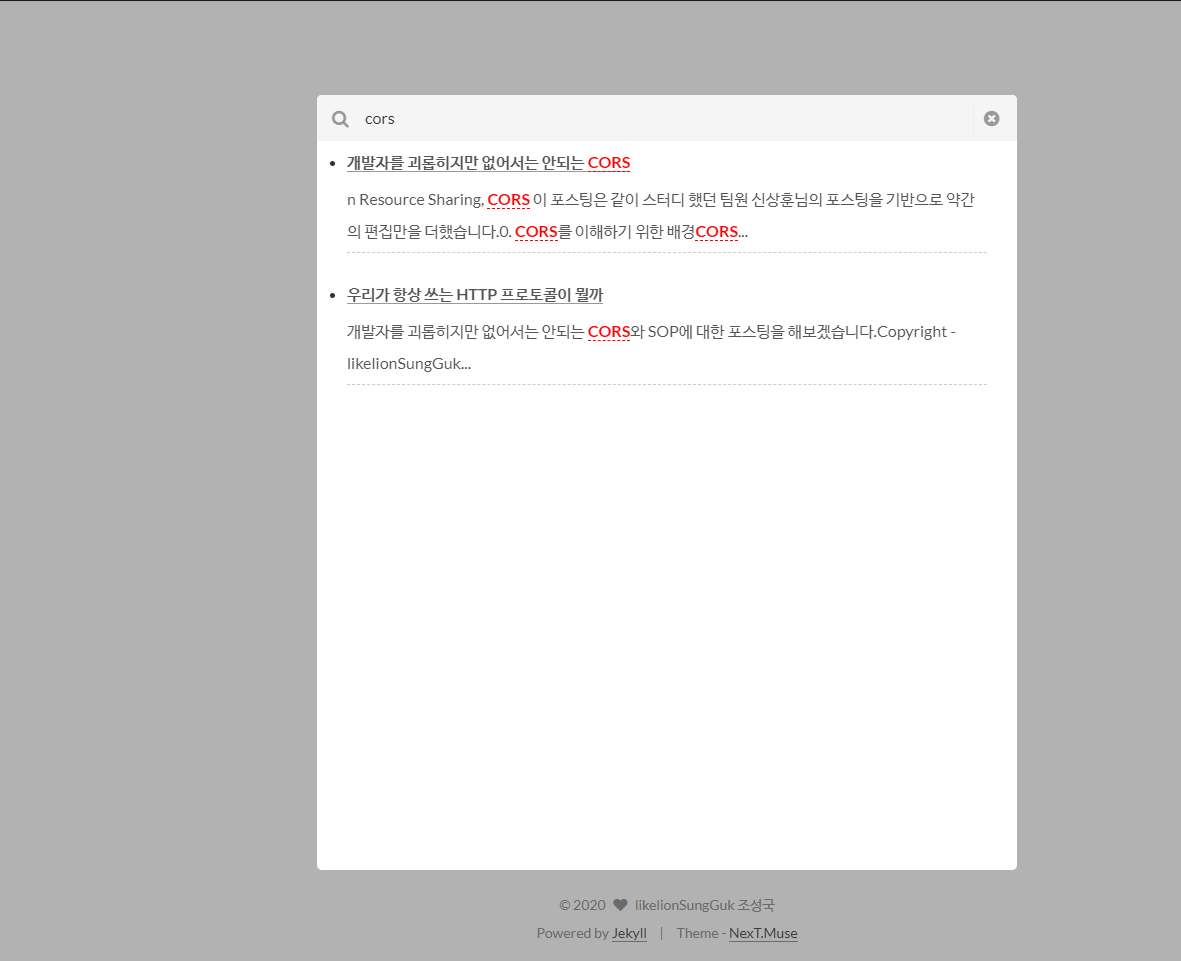 cors
개발자를 괴롭히지만 없어서는 안되는 CORS
n Resource Sharing, CORS 이 포스팅은 같이 스터디 했던 팀원 신상훈님의 포스팅을 기반으로 약간
의 편집만을 더했습니다.0. CORS를 이해하기 위한 배경CORS...
우리가 항상 쓰는 HTTP 프로토콜이 뭘까
개발자를 괴롭히지만 없어서는 안되는 CORS와 SOP에 대한 포스팅을 해보겠습니다.Copyright -
likelionSungGuk...
© 2020 ♥ likelionSungGuk 조성국
Powered by Jekyll | Theme - NexT.Muse